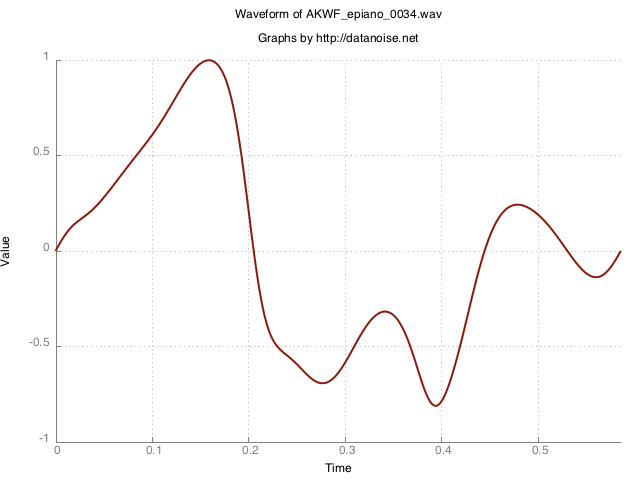 Waveform of AKWF_epiano_0034.wav
Graphs by http://datanoise.net
1
0.5
0
-0.5
-1
Value
0 0.1 0.2 0.3 0.4 0.5
Time